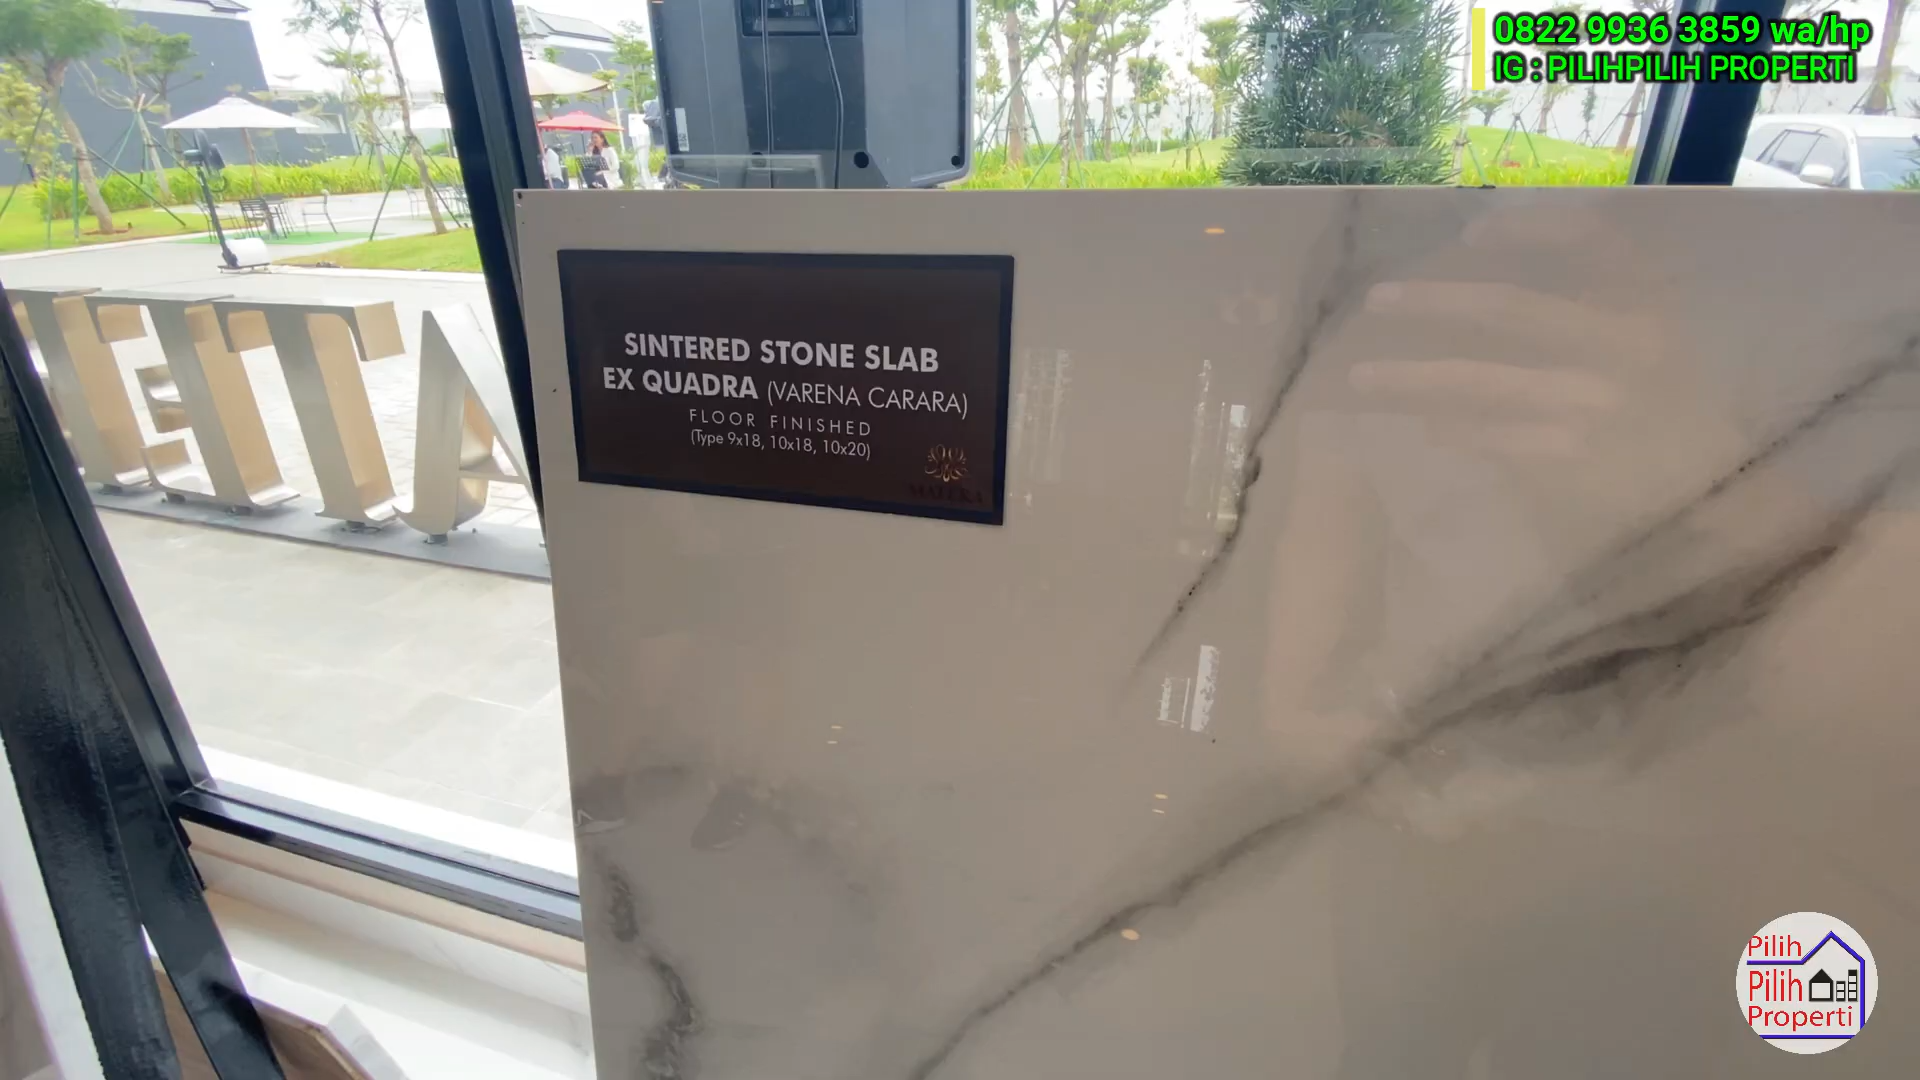 0822 9936 3859 wa/hp
IG : PILIHPILIH PROPERTI
SINTERED STONE SLAB
EX QUADRA (VARENA CARARA)
FLOOR FINISHED
(Type 9x18, 10x18, 10x20)
MATERA
Pilih
Pilih
Properti